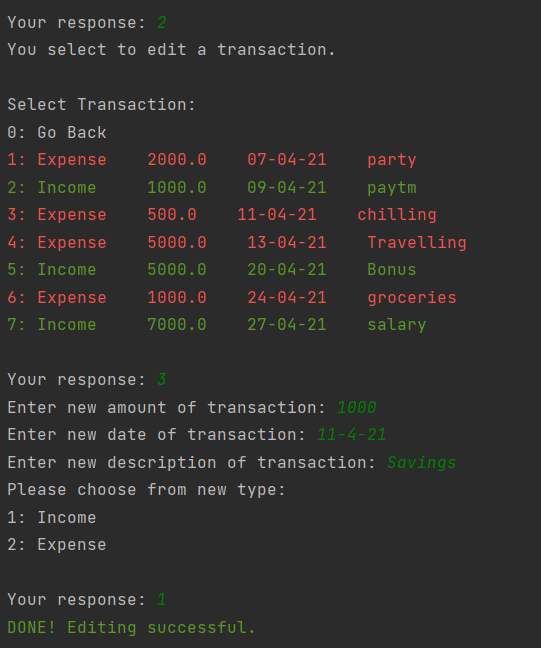 Your response: 2
You select to edit a transaction.
Select Transaction:
0: Go Back
1: Expense    2000.0    07-04-21    party
2: Income     1000.0    09-04-21    paytm
3: Expense    500.0    11-04-21    chilling
4: Expense    5000.0    13-04-21    Travelling
5: Income     5000.0    20-04-21    Bonus
6: Expense    1000.0    24-04-21    groceries
7: Income     7000.0    27-04-21    salary
Your response: 3
Enter new amount of transaction: 1000
Enter new date of transaction: 11-4-21
Enter new description of transaction: Savings
Please choose from new type:
1: Income
2: Expense
Your response: 1
DONE! Editing successful.